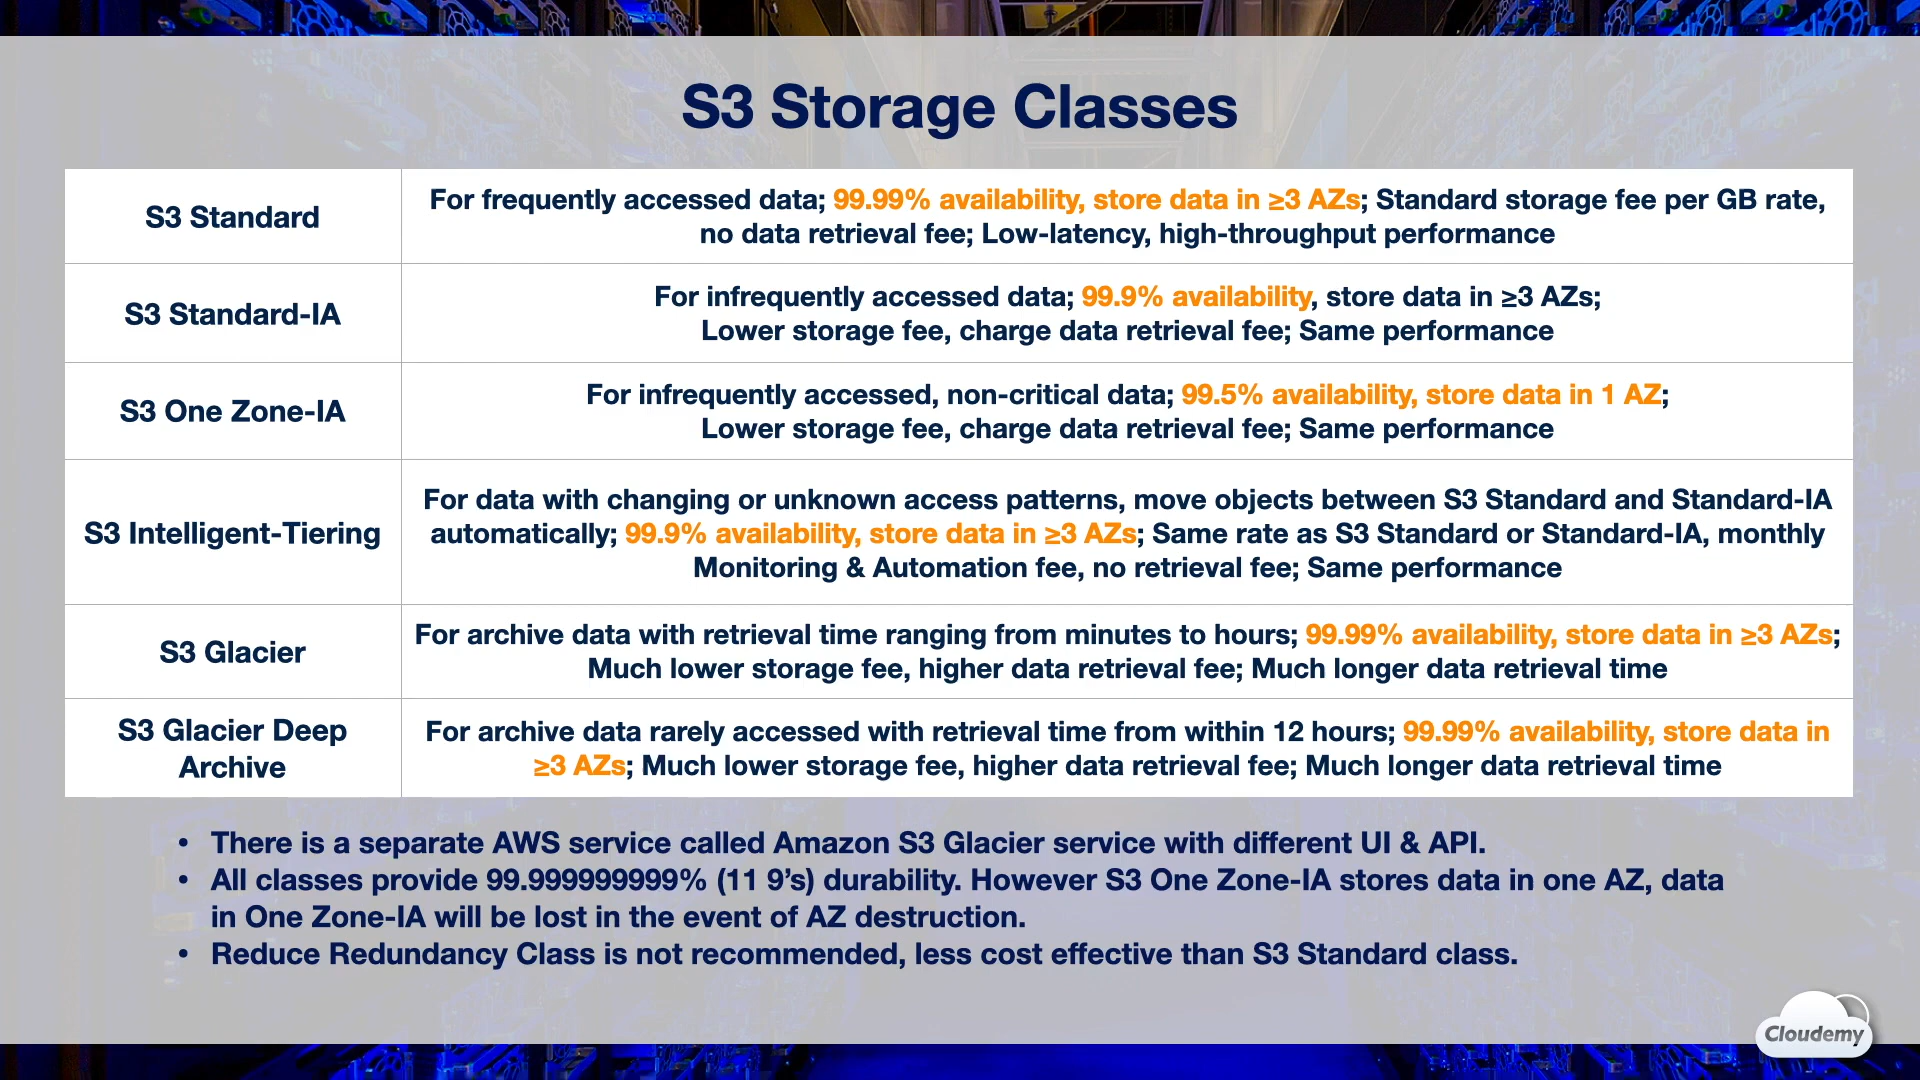 S3 Storage Classes
S3 Standard
For frequently accessed data; 99.99% availability, store data in ≥3 AZs; Standard storage fee per GB rate,
no data retrieval fee; Low-latency, high-throughput performance
S3 Standard-IA
For infrequently accessed data; 99.9% availability, store data in ≥3 AZs;
Lower storage fee, charge data retrieval fee; Same performance
S3 One Zone-IA
For infrequently accessed, non-critical data; 99.5% availability, store data in 1 AZ;
Lower storage fee, charge data retrieval fee; Same performance
S3 Intelligent-Tiering
For data with changing or unknown access patterns, move objects between S3 Standard and Standard-IA
automatically; 99.9% availability, store data in ≥3 AZs; Same rate as S3 Standard or Standard-IA, monthly
Monitoring & Automation fee, no retrieval fee; Same performance
S3 Glacier
For archive data with retrieval time ranging from minutes to hours; 99.99% availability, store data in ≥3 AZs;
Much lower storage fee, higher data retrieval fee; Much longer data retrieval time
S3 Glacier Deep
Archive
For archive data rarely accessed with retrieval time from within 12 hours; 99.99% availability, store data in
≥3 AZs; Much lower storage fee, higher data retrieval fee; Much longer data retrieval time
• There is a separate AWS service called Amazon S3 Glacier service with different UI & API.
• All classes provide 99.999999999% (11 9’s) durability. However S3 One Zone-IA stores data in one AZ, data
in One Zone-IA will be lost in the event of AZ destruction.
• Reduce Redundancy Class is not recommended, less cost effective than S3 Standard class.
Cloudemy